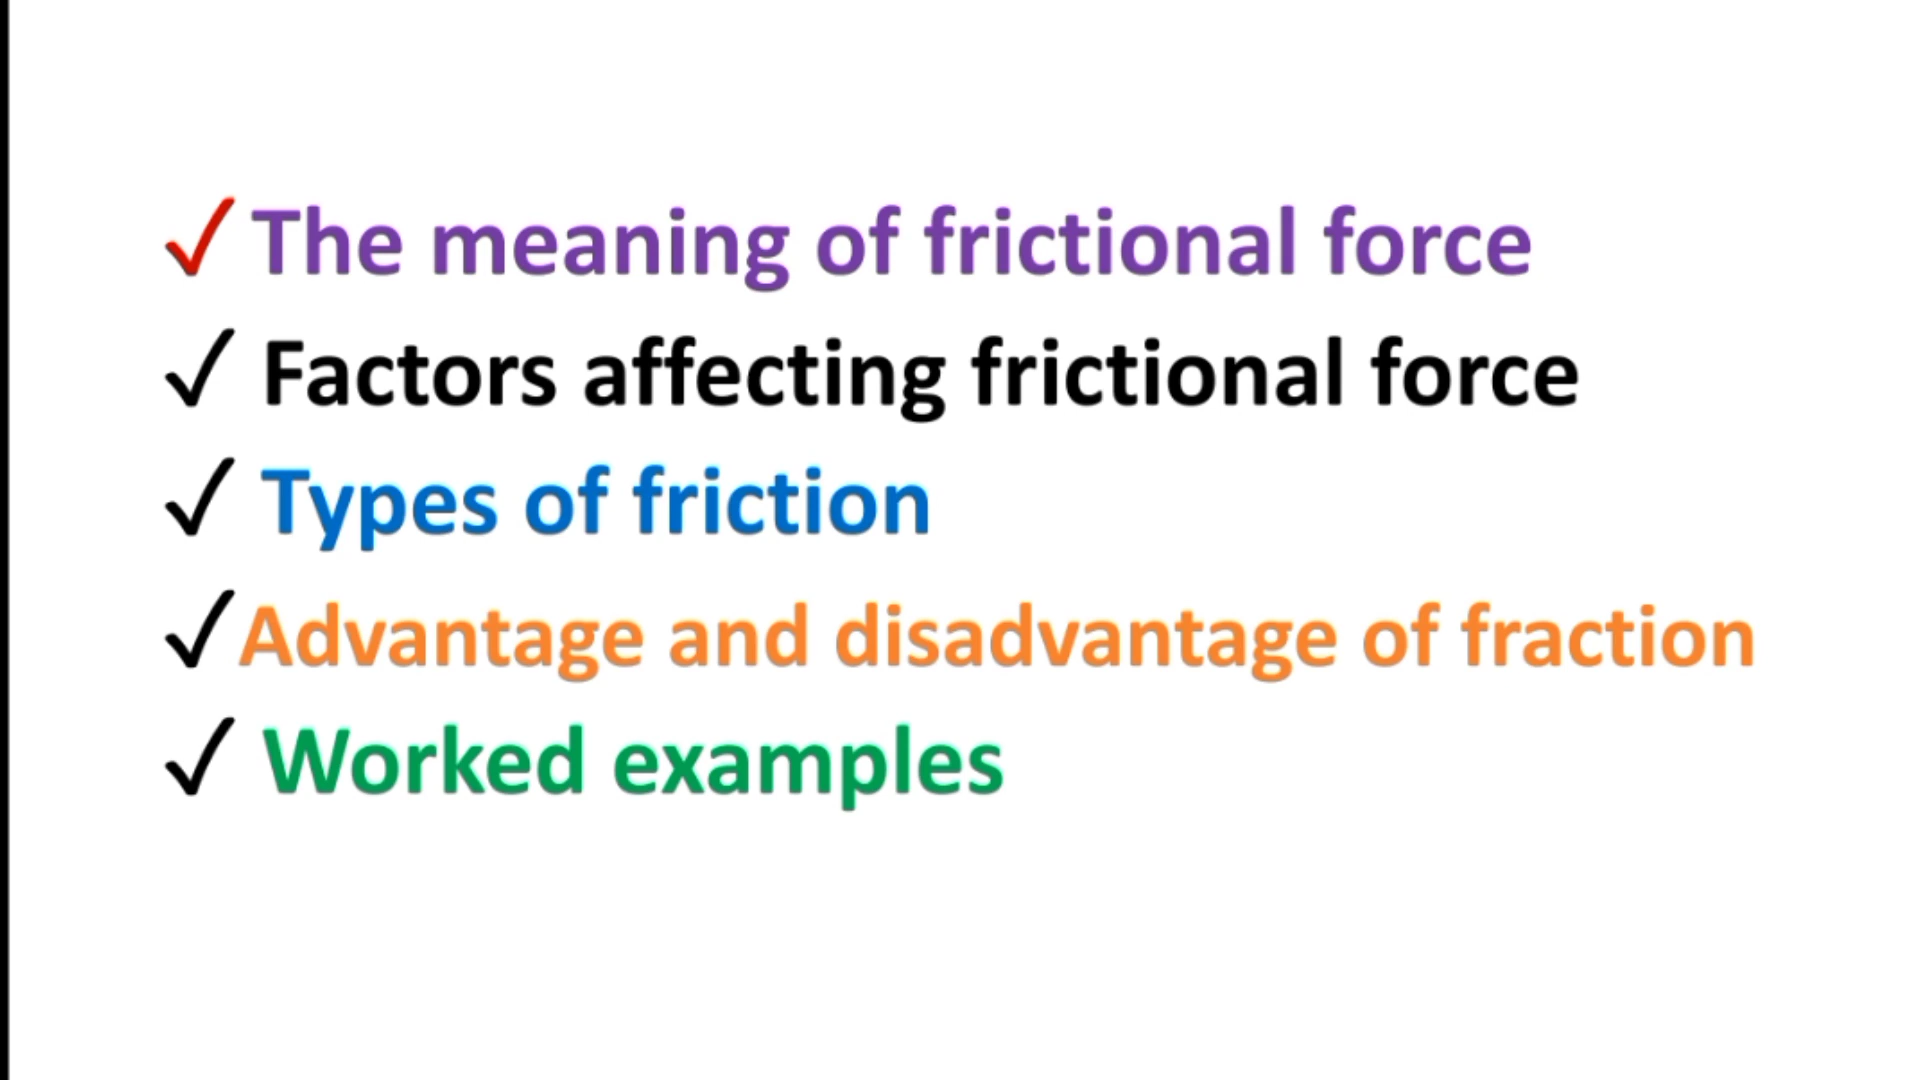 ✓ The meaning of frictional force
✓ Factors affecting frictional force
✓ Types of friction
✓ Advantage and disadvantage of fraction
✓ Worked examples